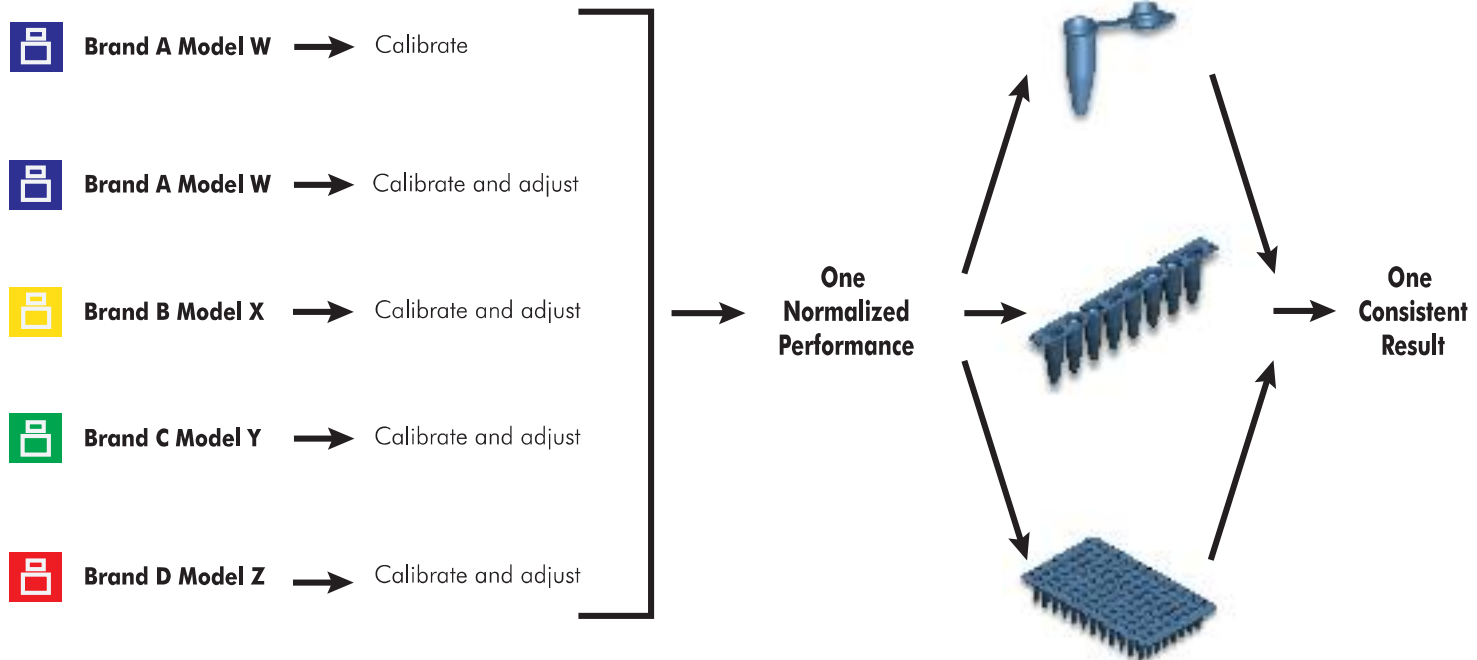 Brand A Model W
Calibrate
Brand A Model W
Calibrate and adjust
Brand B Model X
Calibrate and adjust
Brand C Model Y
Calibrate and adjust
Brand D Model Z
Calibrate and adjust
One
Normalized
Performance
One
Consistent
Result